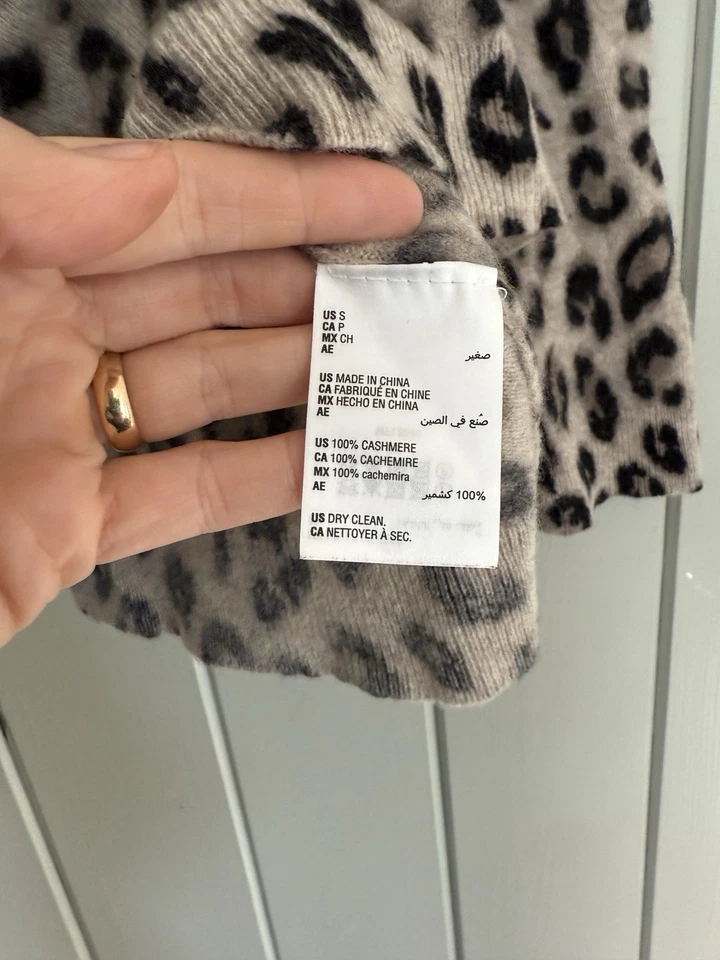 US S
CA P
MX CH
AE
صغير
US MADE IN CHINA
CA FABRIQUÉ EN CHINE
MX HECHO EN CHINA
AE
صُنع في الصين
US 100% CASHMERE
CA 100% CACHEMIRE
MX 100% cachemira
AE
100% كشمير
US DRY CLEAN.
CA NETTOYER À SEC.